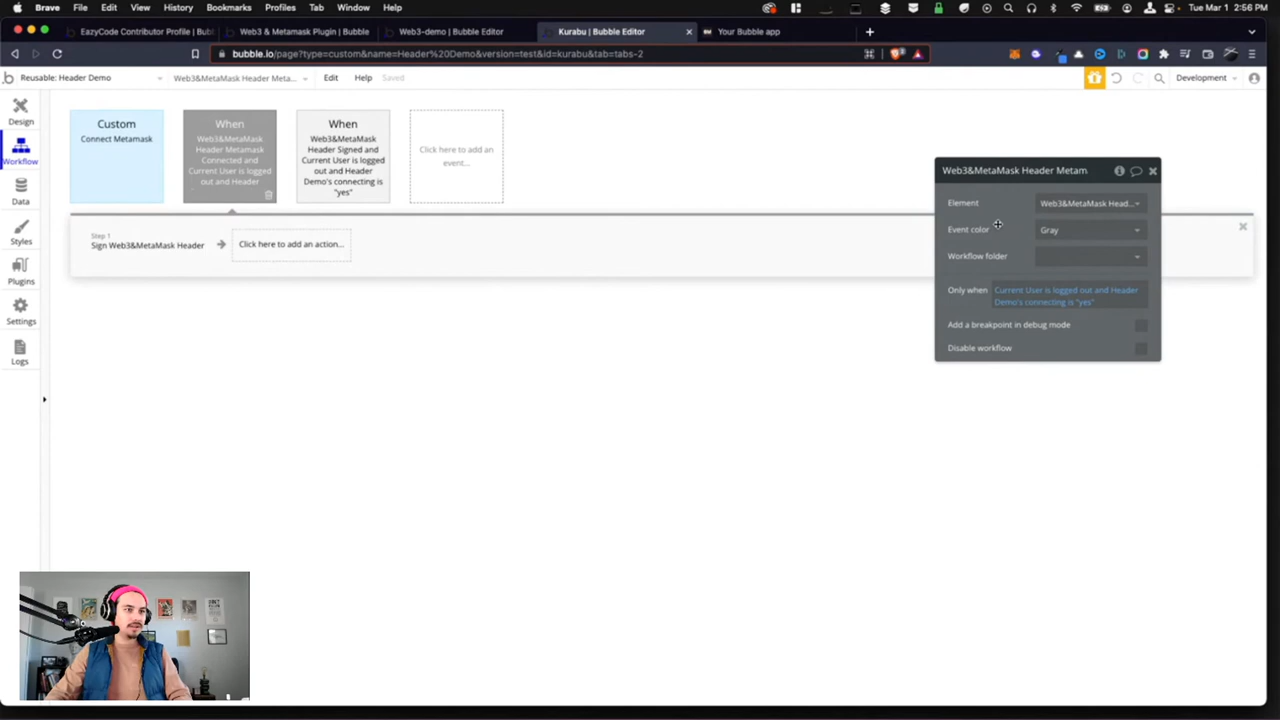 Brave File Edit View History Bookmarks Profiles Tab Window Help
Tue Mar 1 2:56 PM
EazyCode Contributor Profile | Bubl
Web3 & Metamask Plugin | Bubble
Web3-demo | Bubble Editor
Kurabu | Bubble Editor
Your Bubble app
bubble.io/page?type=custom&name=Header%20Demo&version=test&id=kurabu&tab=tabs-2
Reusable: Header Demo
Web3&MetaMask Header Meta...
Edit
Help
Saved
Development
Design
Workflow
Data
Styles
Plugins
Settings
Logs
Custom
Connect Metamask
When
Web3&MetaMask
Header Metamask
Connected and
Current User is logged
out and Header
When
Web3&MetaMask
Header Signed and
Current User is logged
out and Header
Demo's connecting is
"yes"
Click here to add an
event...
Step 1
Sign Web3&MetaMask Header
Click here to add an action...
Web3&MetaMask Header Metam
Element
Web3&MetaMask Head...
Event color
Gray
Workflow folder
Only when
Current User is logged out and Header
Demo's connecting is "yes"
Add a breakpoint in debug mode
Disable workflow